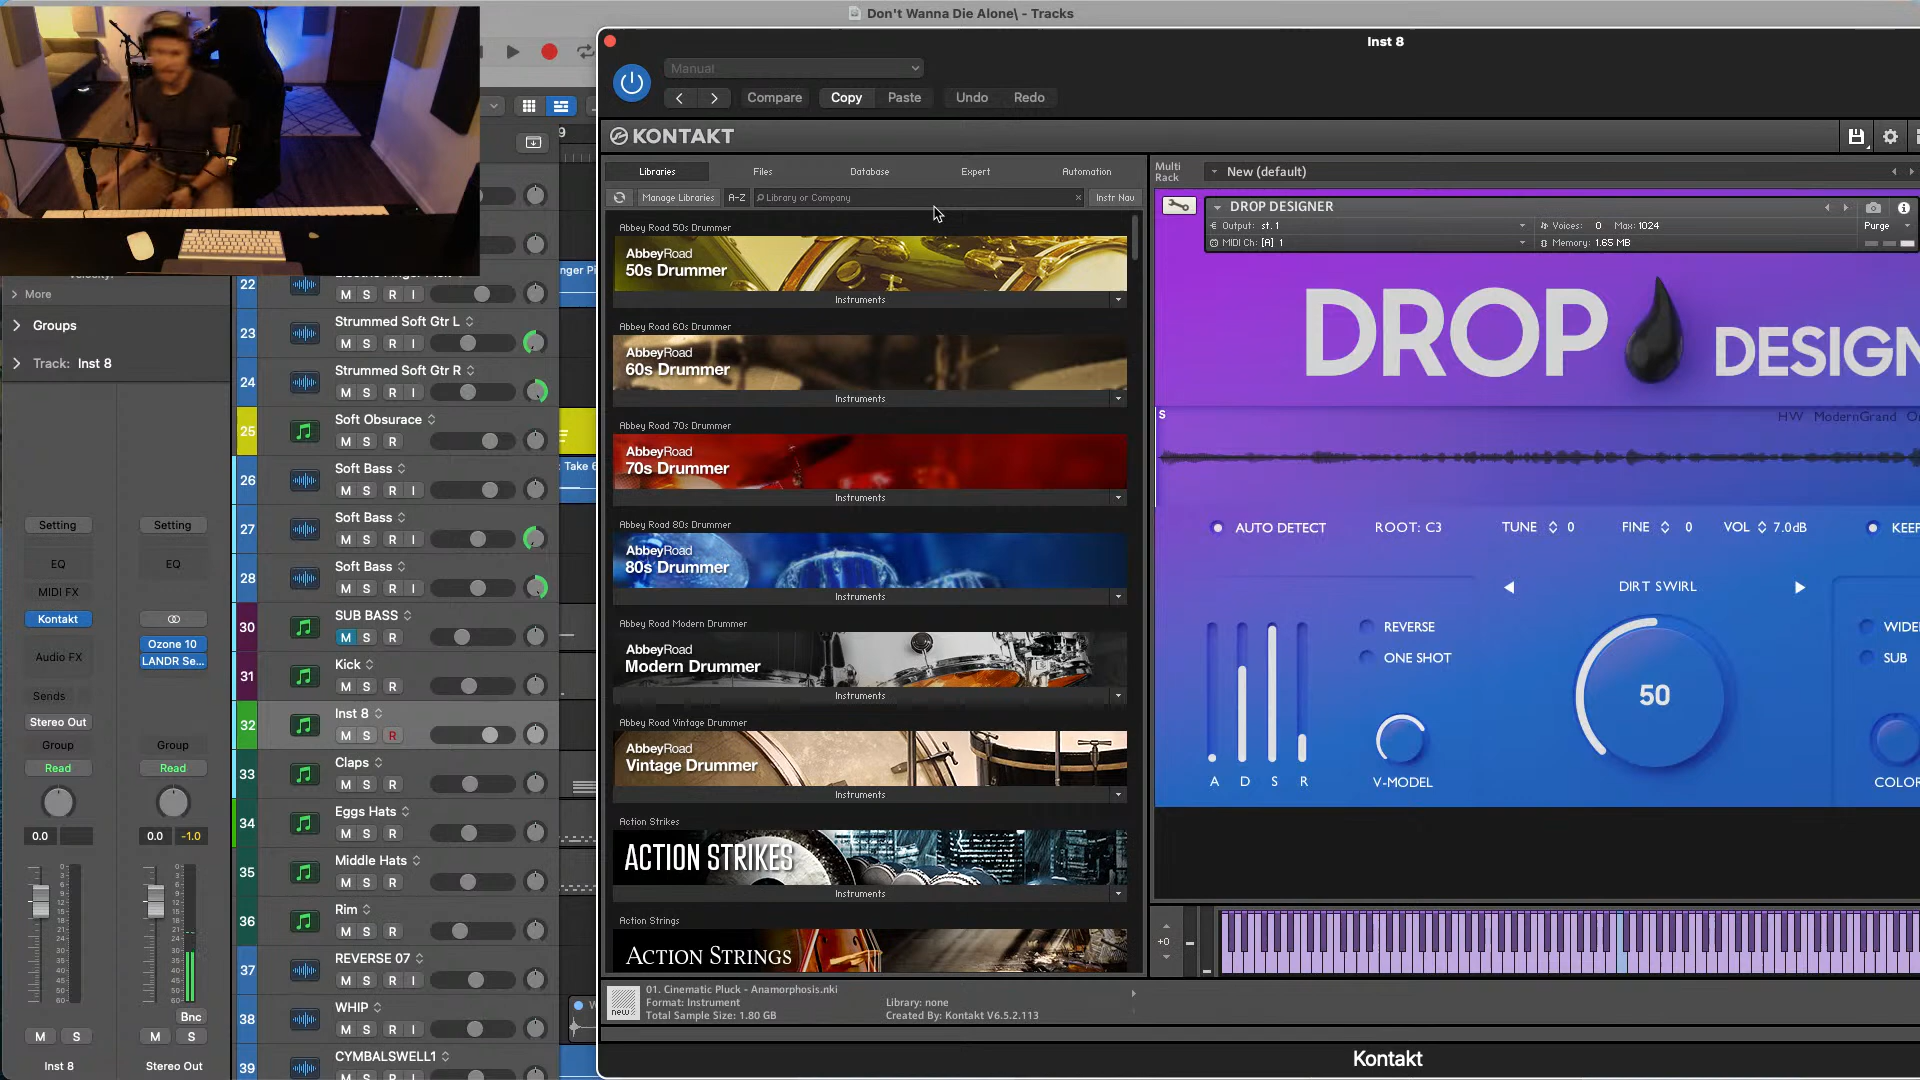 Don't Wanna Die Alone\ - Tracks
Inst 8
Manual
Compare
Copy
Paste
Undo
Redo
KONTAKT
9
Libraries
Files
Database
Expert
Automation
Manage Libraries
A-Z
Library or Company
Instr Nav
Multi
Rack
New (default)
DROP DESIGNER
Output: st. 1
Voices: 0 Max: 1024
Purge
MIDI Ch: [A] 1
Memory: 1.65 MB
Abbey Road 50s Drummer
AbbeyRoad
50s Drummer
Instruments
Abbey Road 60s Drummer
AbbeyRoad
60s Drummer
Instruments
Abbey Road 70s Drummer
AbbeyRoad
70s Drummer
Instruments
Abbey Road 80s Drummer
AbbeyRoad
80s Drummer
Instruments
Abbey Road Modern Drummer
AbbeyRoad
Modern Drummer
Instruments
Abbey Road Vintage Drummer
AbbeyRoad
Vintage Drummer
Instruments
Action Strikes
ACTION STRIKES
Instruments
Action Strings
ACTION STRINGS
01. Cinematic Pluck - Anamorphosis.nki
Format: Instrument
Total Sample Size: 1.80 GB
Library: none
Created By: Kontakt V6.5.2.113
new
Kontakt
DROP DESIGN
S
HW ModernGrand
AUTO DETECT
ROOT: C3
TUNE 0
FINE 0
VOL 7.0dB
KEEP
DIRT SWIRL
REVERSE
ONE SHOT
WIDE
SUB
50
A D S R
V-MODEL
COLO
+0
More
Groups
Track: Inst 8
Setting
Setting
EQ
EQ
MIDI FX
Kontakt
Ozone 10
Audio FX
LANDR Se...
Sends
Stereo Out
Group
Group
Read
Read
0.0
0.0 -1.0
Bnc
M S
M S
Inst 8
Stereo Out
22
M S R I
23 Strummed Soft Gtr L
M S R I
24 Strummed Soft Gtr R
M S R I
25 Soft Obsurace
M S R
26 Soft Bass
M S R I
27 Soft Bass
M S R I
28 Soft Bass
M S R I
30 SUB BASS
M S R
31 Kick
M S R
32 Inst 8
M S R
33 Claps
M S R
34 Eggs Hats
M S R
35 Middle Hats
M S R
36 Rim
M S R
37 REVERSE 07
M S R I
38 WHIP
M S R I
39 CYMBALSWELL1
M S R I
nger Pi
Take 6